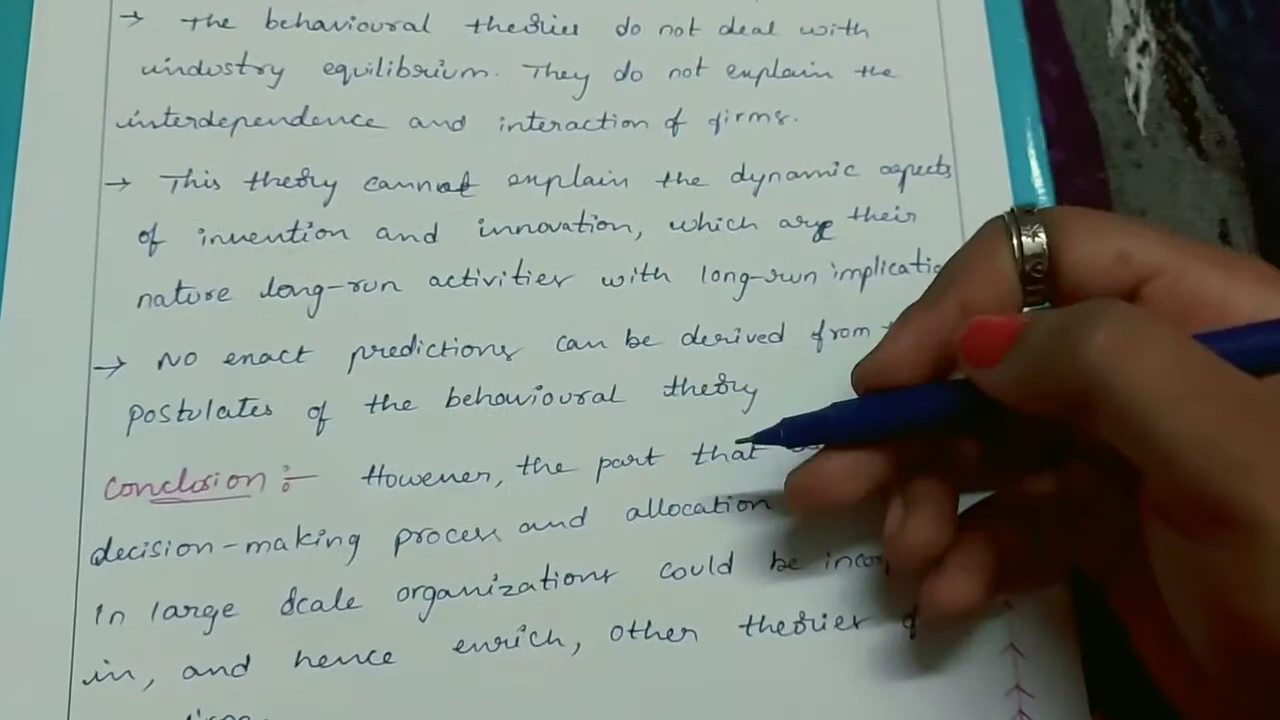 → The behavioural theories do not deal with
industry equilibrium. They do not explain the
interdependence and interaction of firms.
→ This theory cannot explain the dynamic aspects
of invention and innovation, which are their
nature long-run activities with long-run implicatio
→ No enact predictions can be derived from
postulates of the behavioural theory
Conclusion :- However, the part that
decision-making process and allocation
In large scale organizations could be incor
in, and hence enrich, other theories of